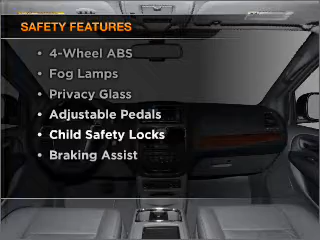 SAFETY FEATURES
• 4-Wheel ABS
• Fog Lamps
• Privacy Glass
• Adjustable Pedals
• Child Safety Locks
• Braking Assist